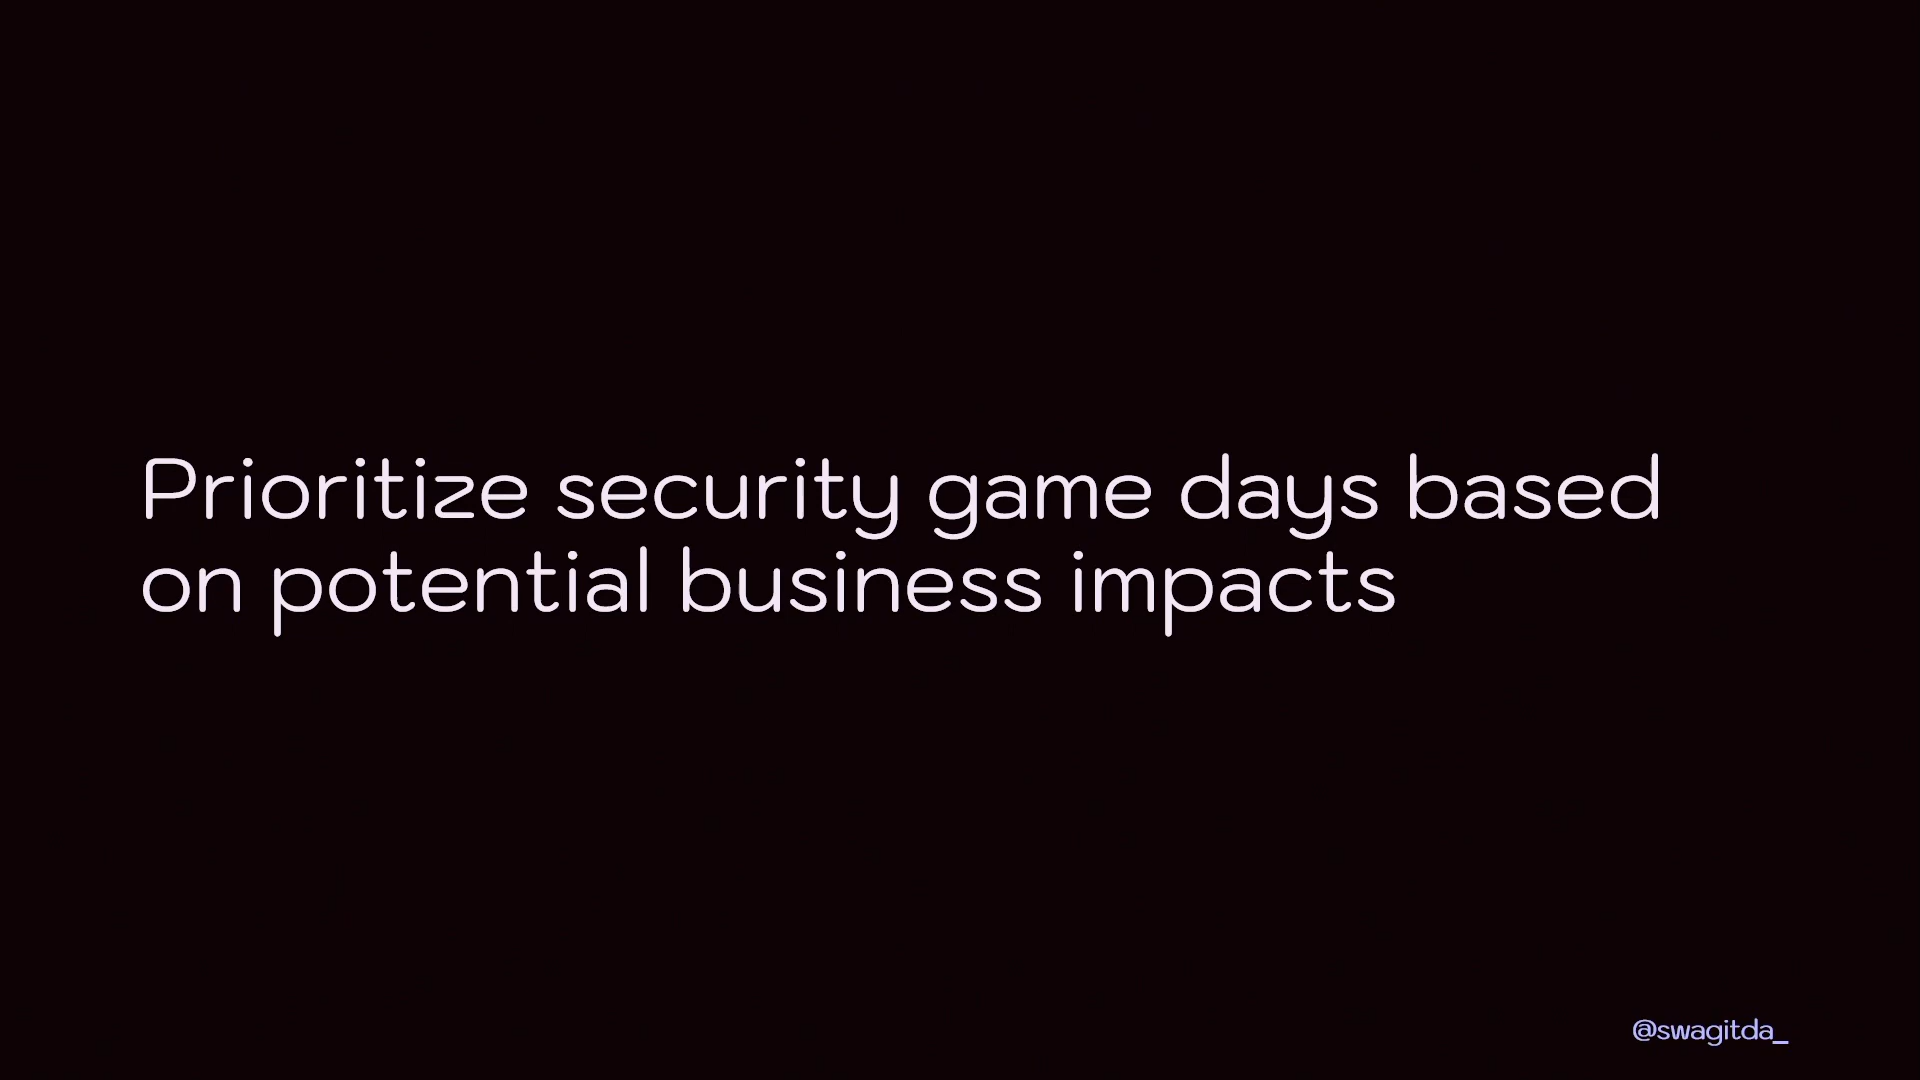 Prioritize security game days based
on potential business impacts
@swagitda_